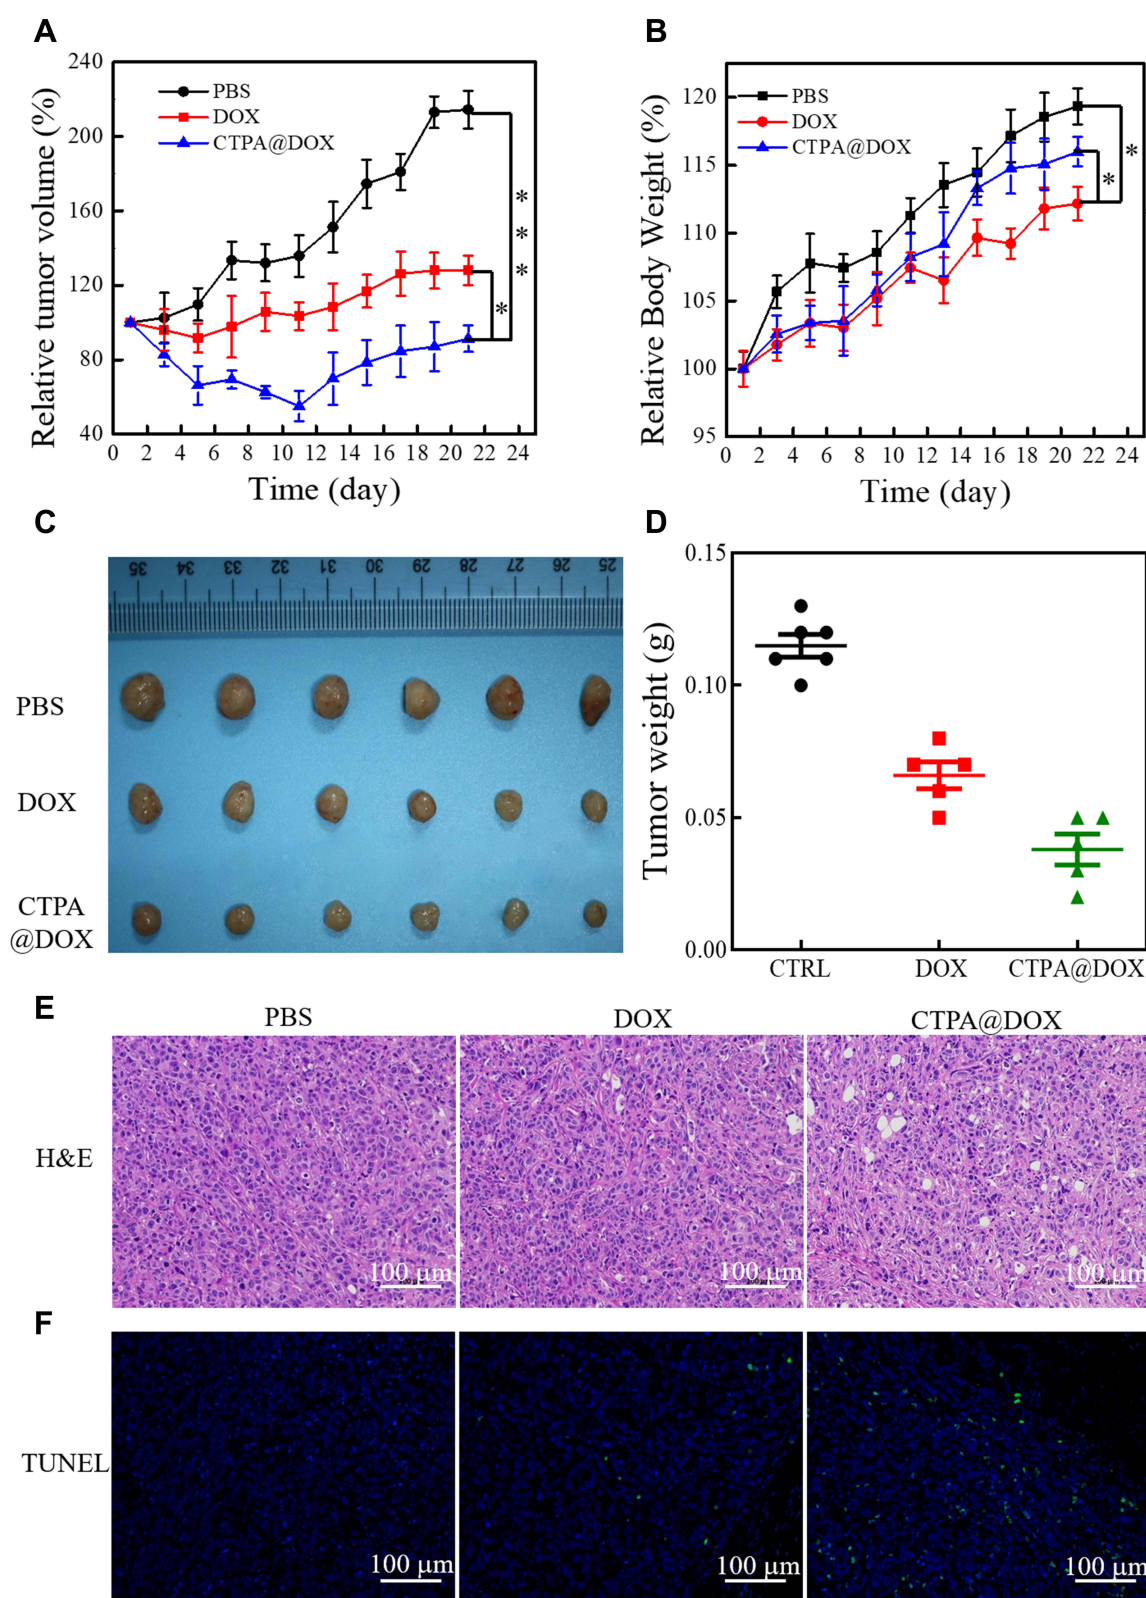 A
240
200
160
120
80
40
Relative tumor volume (%)
PBS
DOX
CTPA@DOX
*
*
*
*
0 2 4 6 8 10 12 14 16 18 20 22 24
Time (day)
B
120
115
110
105
100
95
Relative Body Weight (%)
PBS
DOX
CTPA@DOX
*
*
0 2 4 6 8 10 12 14 16 18 20 22 24
Time (day)
C
35 34 33 32 31 30 29 28 27 26 25
PBS
DOX
CTPA
@DOX
D
0.15
0.10
0.05
0.00
Tumor weight (g)
CTRL DOX CTPA@DOX
E
PBS DOX CTPA@DOX
H&E
100 μm 100 μm 100 μm
F
TUNEL
100 μm 100 μm 100 μm